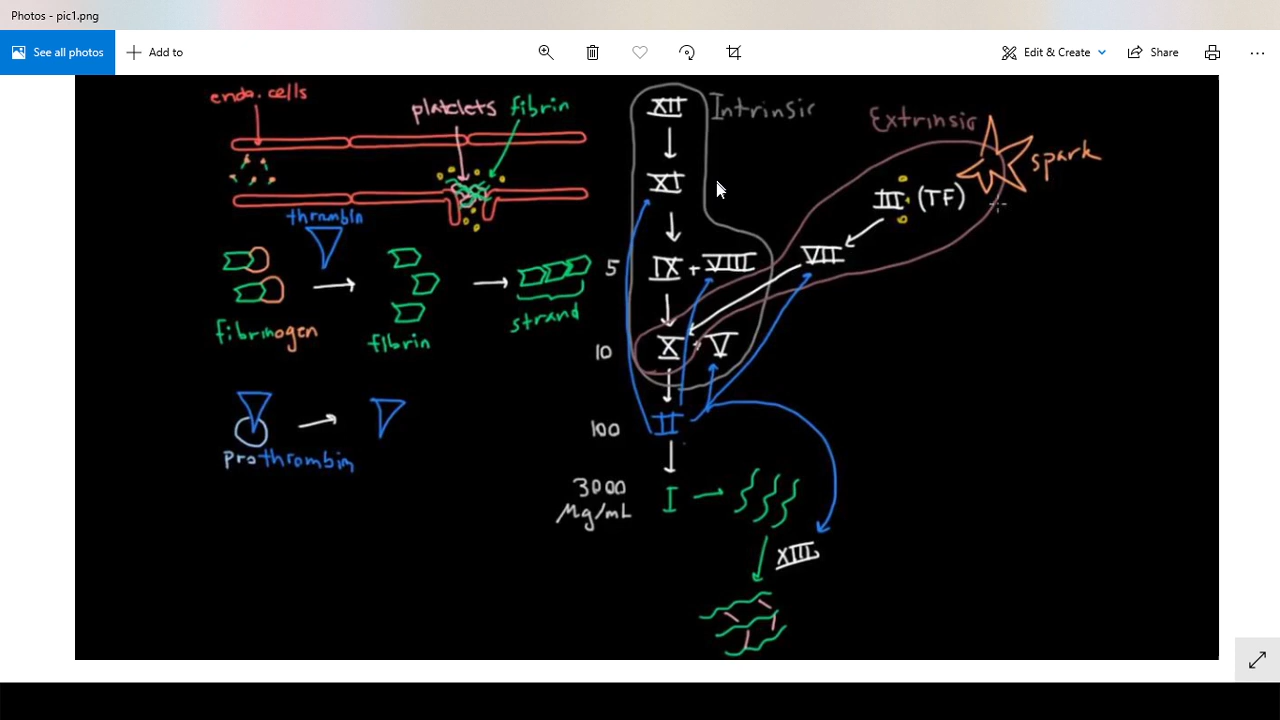 Photos - pic1.png
See all photos
Add to
Edit & Create
Share
endo.cells
platelets
fibrin
thrombin
fibrinogen
fibrin
strand
prothrombin
XII
Intrinsic
Extrinsic
spark
XI
III (TF)
5
IX + VIII
VII
10
X + V
100
II
3000
I
Mg/mL
XIII